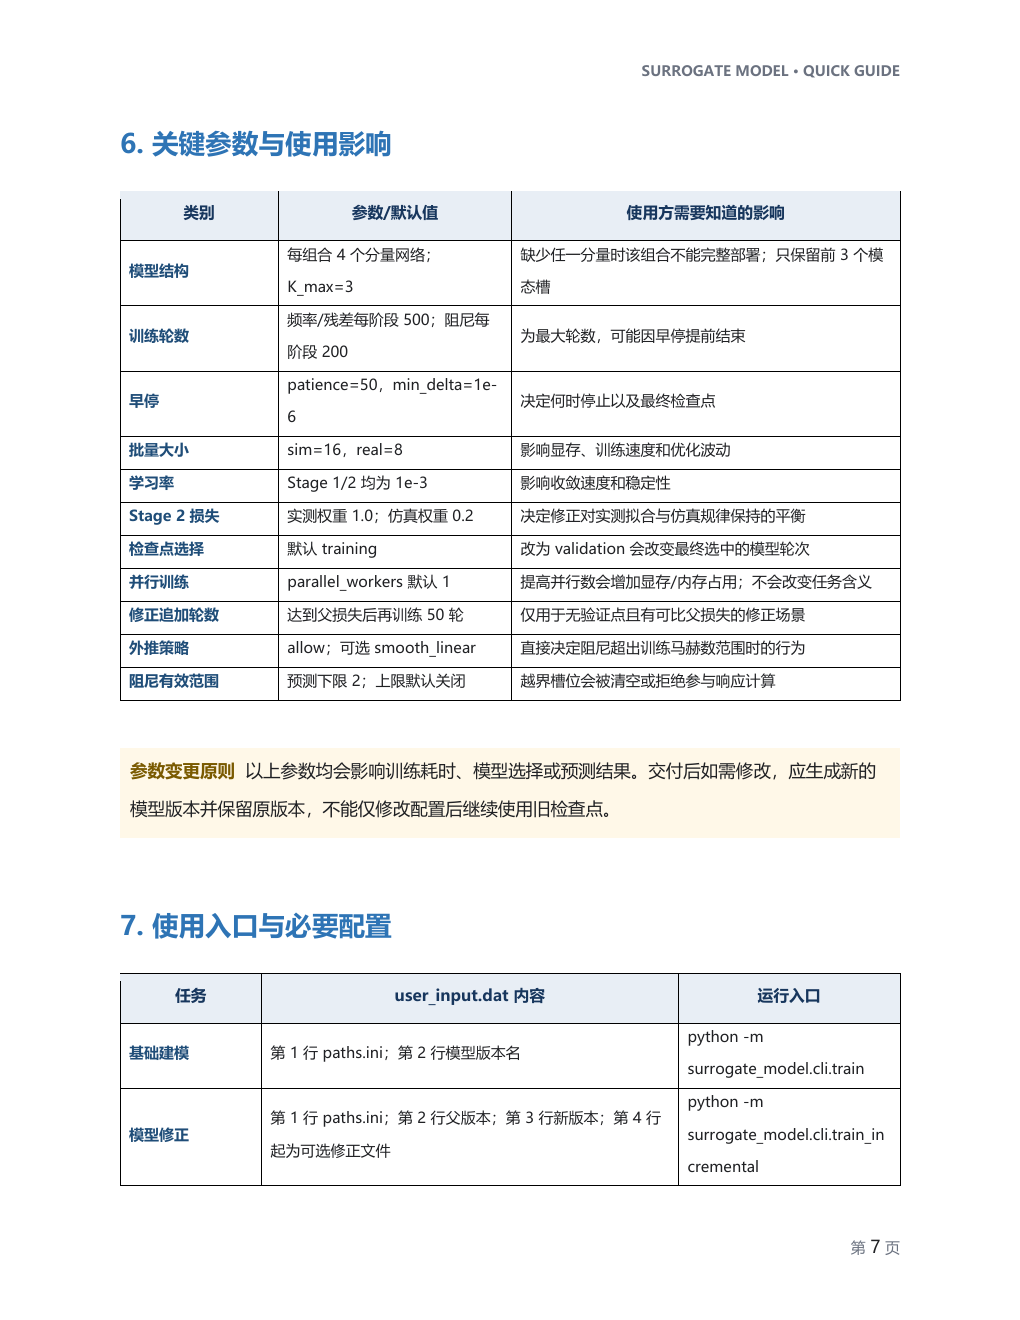 SURROGATE MODEL • QUICK GUIDE
6. 关键参数与使用影响
类别 参数/默认值 使用方需要知道的影响
模型结构 每组合 4 个分量网络； 缺少任一分量时该组合不能完整部署；只保留前 3 个模
K_max=3 态槽
训练轮数 频率/残差每阶段 500；阻尼每 为最大轮数，可能因早停提前结束
阶段 200
早停 patience=50，min_delta=1e- 决定何时停止以及最终检查点
6
批量大小 sim=16，real=8 影响显存、训练速度和优化波动
学习率 Stage 1/2 均为 1e-3 影响收敛速度和稳定性
Stage 2 损失 实测权重 1.0；仿真权重 0.2 决定修正对实测拟合与仿真规律保持的平衡
检查点选择 默认 training 改为 validation 会改变最终选中的模型轮次
并行训练 parallel_workers 默认 1 提高并行数会增加显存/内存占用；不会改变任务含义
修正追加轮数 达到父损失后再训练 50 轮 仅用于无验证点且有可比父损失的修正场景
外推策略 allow；可选 smooth_linear 直接决定阻尼超出训练马赫数范围时的行为
阻尼有效范围 预测下限 2；上限默认关闭 越界槽位会被清空或拒绝参与响应计算
参数变更原则 以上参数均会影响训练耗时、模型选择或预测结果。交付后如需修改，应生成新的
模型版本并保留原版本，不能仅修改配置后继续使用旧检查点。
7. 使用入口与必要配置
任务 user_input.dat 内容 运行入口
基础建模 第 1 行 paths.ini；第 2 行模型版本名 python -m
surrogate_model.cli.train
模型修正 第 1 行 paths.ini；第 2 行父版本；第 3 行新版本；第 4 行 python -m
起为可选修正文件 surrogate_model.cli.train_in
cremental
第 7 页